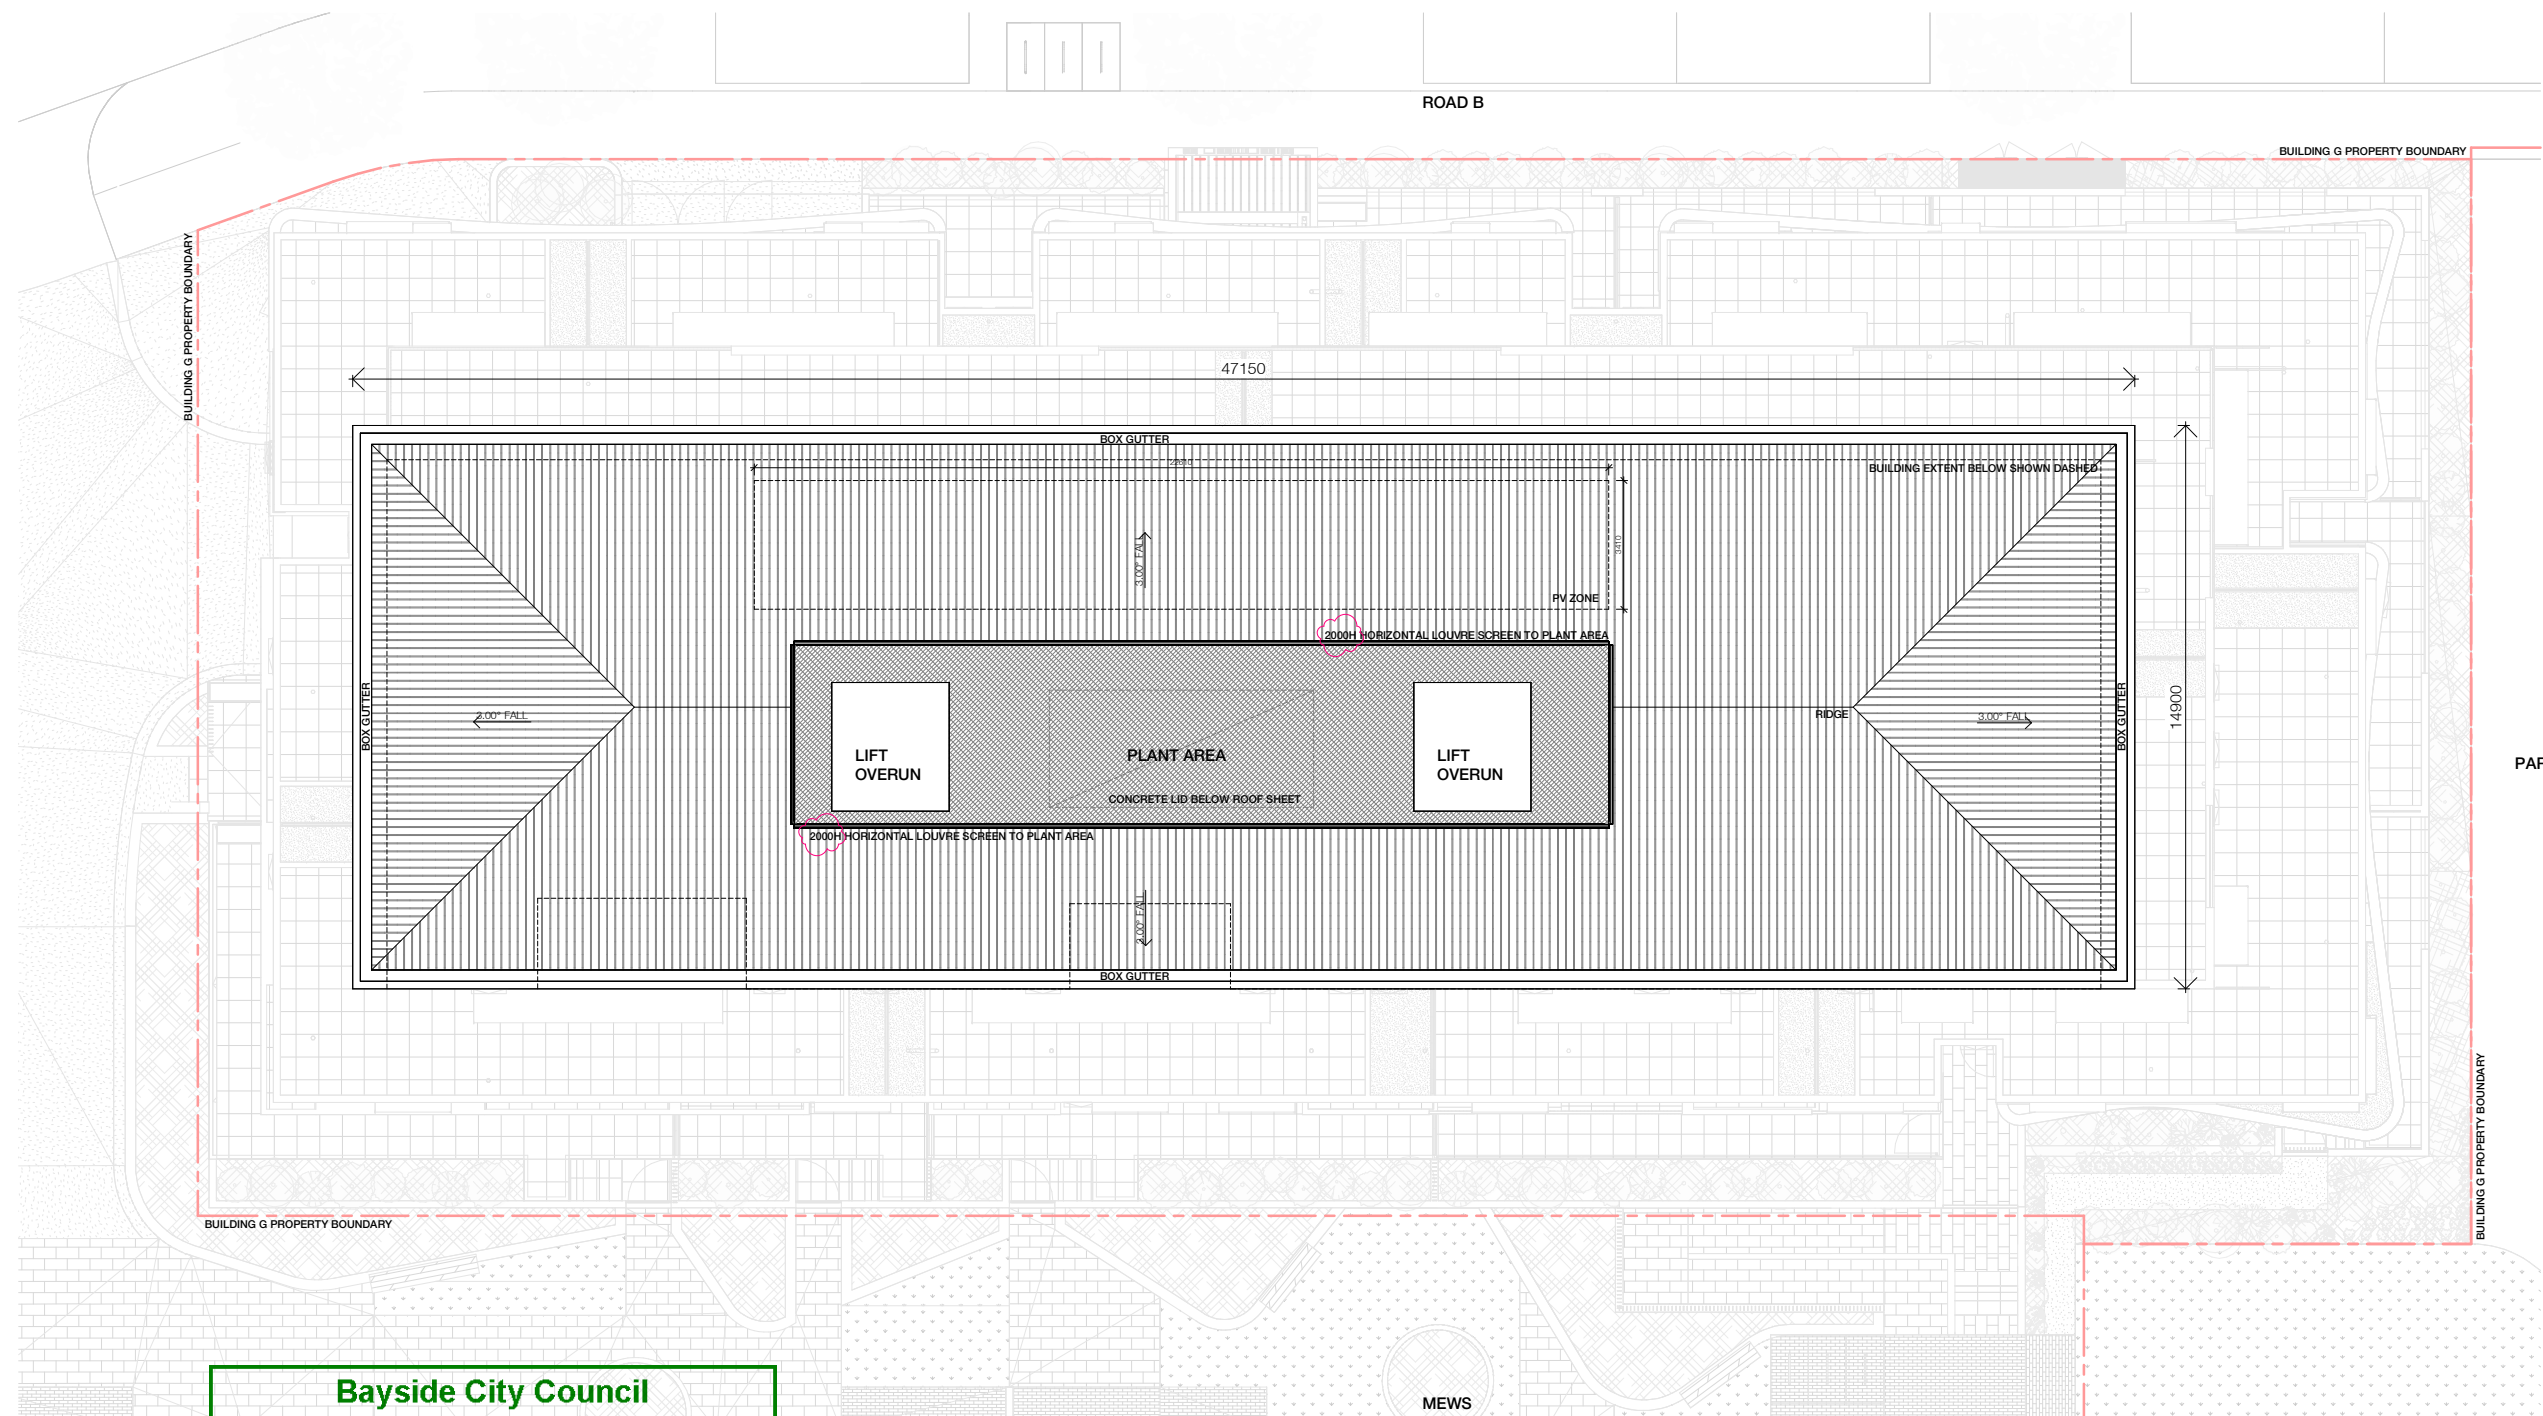 ROAD B
BUILDING G PROPERTY BOUNDARY
BUILDING G PROPERTY BOUNDARY
47150
BOX GUTTER
22610
BUILDING EXTENT BELOW SHOWN DASHED
3410
3.00° FALL
PV ZONE
2000H HORIZONTAL LOUVRE SCREEN TO PLANT AREA
BOX GUTTER
3.00° FALL
RIDGE
3.00° FALL
BOX GUTTER
14900
LIFT
OVERUN
PLANT AREA
LIFT
OVERUN
PAR
CONCRETE LID BELOW ROOF SHEET
2000H HORIZONTAL LOUVRE SCREEN TO PLANT AREA
3.00° FALL
BOX GUTTER
BUILDING G PROPERTY BOUNDARY
BUILDING G PROPERTY BOUNDARY
Bayside City Council
MEWS